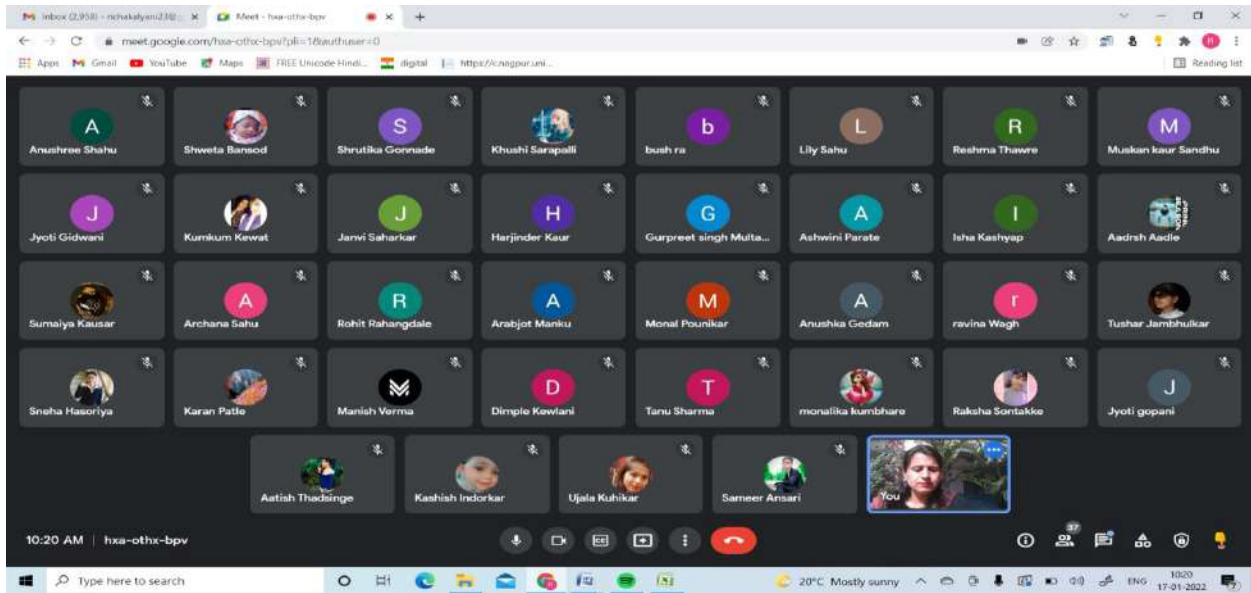 Inbox (2,958) - richakalyani23@
Meet - hxa-othx-bpv
meet.google.com/hxa-othx-bpv?pli=1&authuser=0
Apps Gmail YouTube Maps FREE Unicode Hindi... digital https://c.nagpur.uni...
Reading list
A S b L R M
Anushree Shahu Shweta Bansod Shrutika Gonnade Khushi Sarapalli bush ra Lily Sahu Reshma Thawre Muskan kaur Sandhu
J J H G A I
Jyoti Gidwani Kumkum Kewat Janvi Saharkar Harjinder Kaur Gurpreet singh Multa... Ashwini Parate Isha Kashyap Aadrsh Aadle
A R A M A r
Sumaiya Kausar Archana Sahu Rohit Rahangdale Arabjot Manku Monal Pounikar Anushka Gedam ravina Wagh Tushar Jambhulkar
D T J
Sneha Hasoriya Karan Patle Manish Verma Dimple Kewlani Tanu Sharma monalika kumbhare Raksha Sontakke Jyoti gopani
Aatish Thadsinge Kashish Indorkar Ujala Kuhikar Sameer Ansari You
10:20 AM | hxa-othx-bpv
37
Type here to search
20°C Mostly sunny
ENG
10:20
17-01-2022